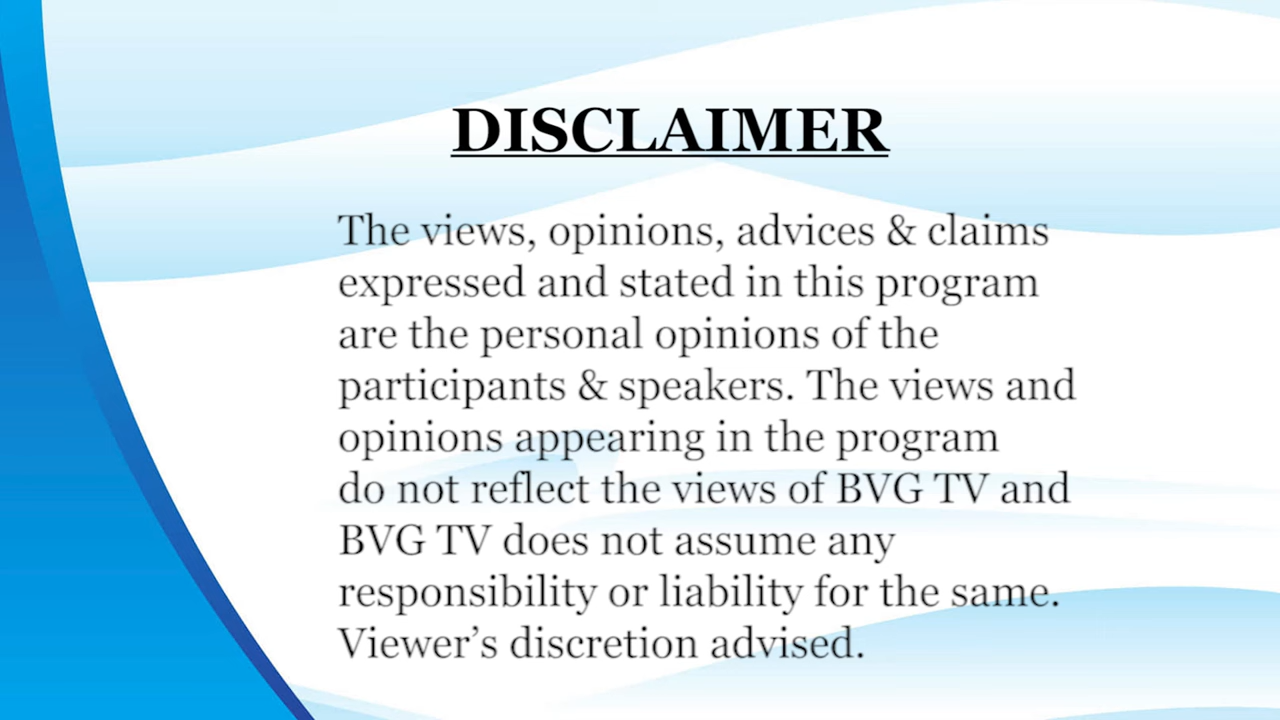 DISCLAIMER
The views, opinions, advices & claims
expressed and stated in this program
are the personal opinions of the
participants & speakers. The views and
opinions appearing in the program
do not reflect the views of BVG TV and
BVG TV does not assume any
responsibility or liability for the same.
Viewer’s discretion advised.